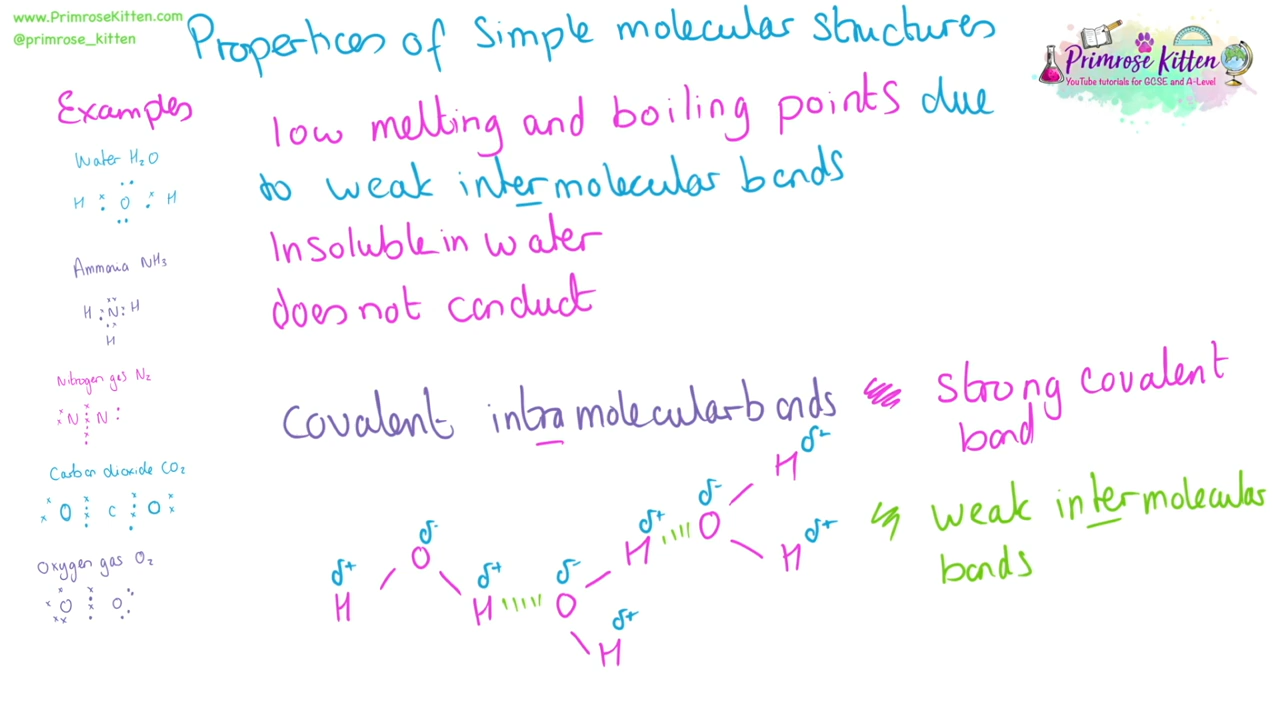 www.PrimroseKitten.com
@primrose_kitten
Properties of Simple molecular structures
Primrose Kitten
YouTube tutorials for GCSE and A-Level
Examples
Water H₂O
H O H
Ammonia NH₃
H N H
H
Nitrogen gas N₂
N N
Carbon dioxide CO₂
O C O
Oxygen gas O₂
O O
low melting and boiling points due
to weak intermolecular bonds
Insoluble in water
does not conduct
Covalent intramolecular bonds
Strong covalent
bond
weak intermolecular
bonds
δ+ H
δ- O
δ+ H
δ- O
δ+ H
δ+ H
δ- O
δ- H
δ+ H